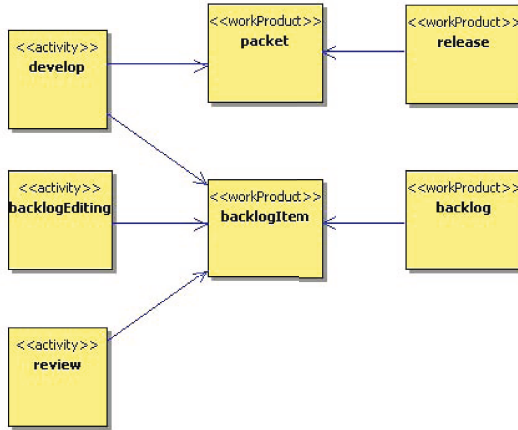 <<workProduct>>
packet
<<workProduct>>
release
<<activity>>
develop
<<activity>>
backlogEditing
<<workProduct>>
backlogItem
<<workProduct>>
backlog
<<activity>>
review